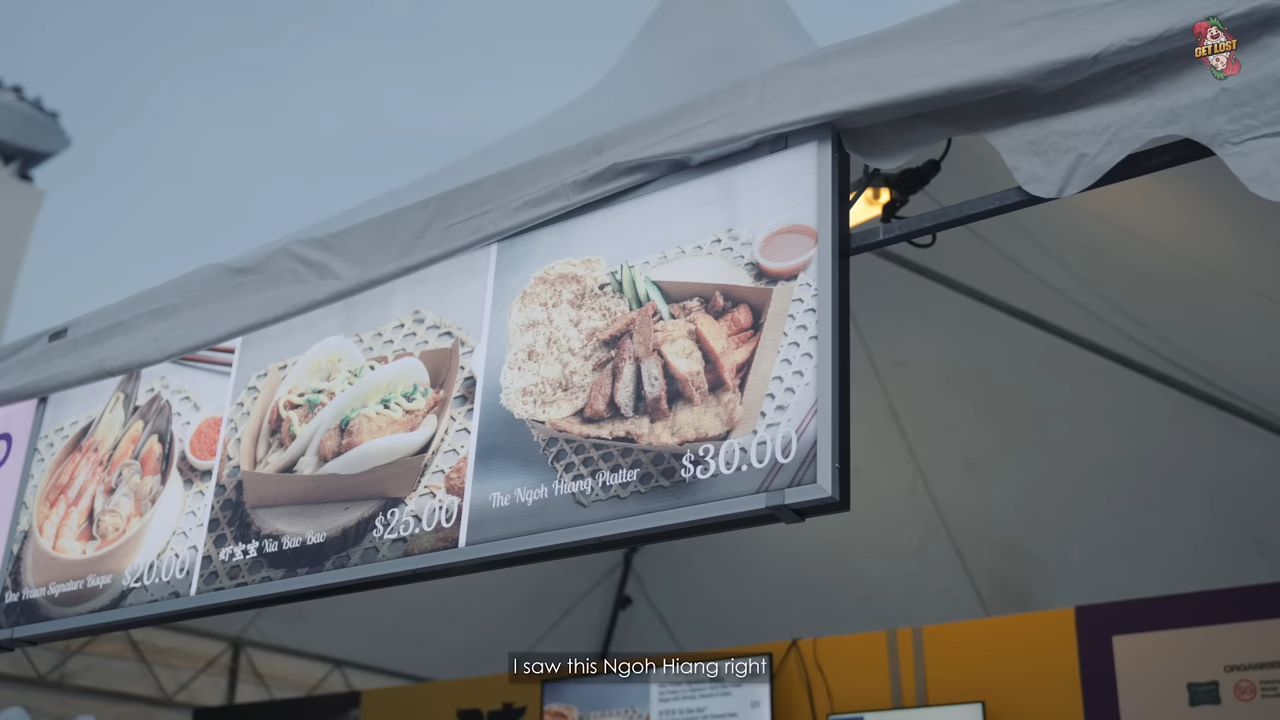 GET LOST
One Prawn Signature Bisque $20.00
虾宝宝 Xia Bao Bao $25.00
The Ngoh Hiang Platter $30.00
I saw this Ngoh Hiang right